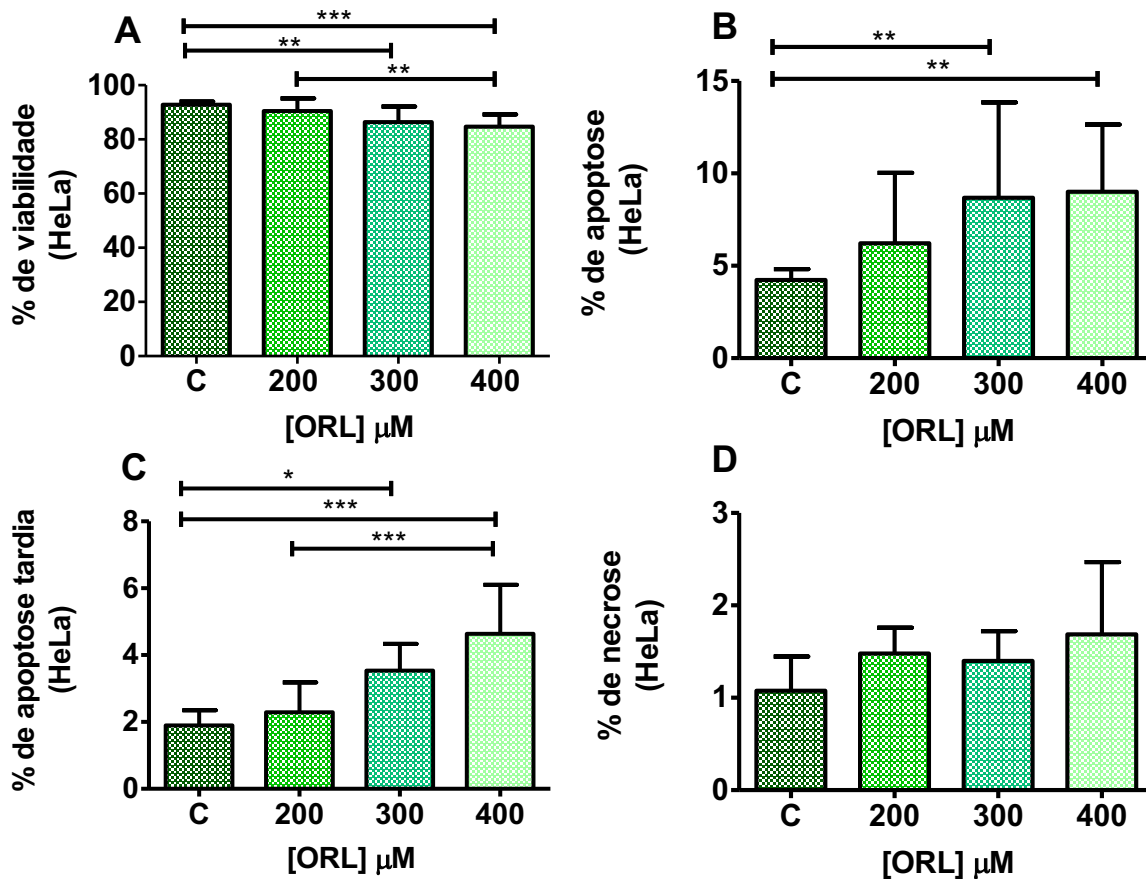 A
***
**
**
% de viabilidade
(HeLa)
100
80
60
40
20
0
C 200 300 400
[ORL] μM
B
**
**
% de apoptose
(HeLa)
15
10
5
0
C 200 300 400
[ORL] μM
C
*
***
***
% de apoptose tardia
(HeLa)
8
6
4
2
0
C 200 300 400
[ORL] μM
D
% de necrose
(HeLa)
3
2
1
0
C 200 300 400
[ORL] μM